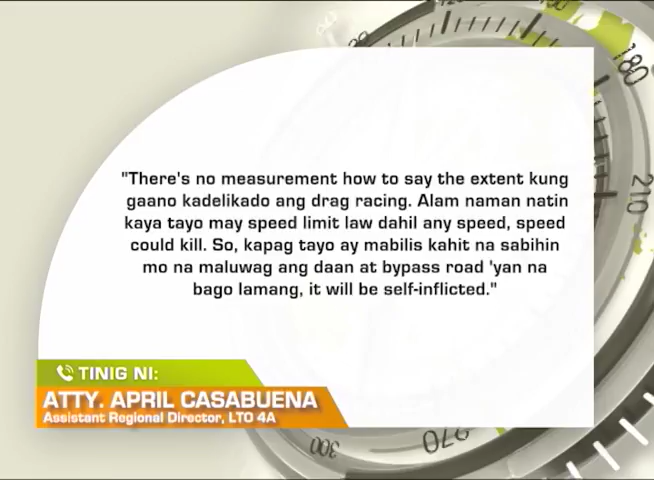 "There's no measurement how to say the extent kung
gaano kadelikado ang drag racing. Alam naman natin
kaya tayo may speed limit law dahil any speed, speed
could kill. So, kapag tayo ay mabilis kahit na sabihin
mo na maluwag ang daan at bypass road 'yan na
bago lamang, it will be self-inflicted."
TINIG NI:
ATTY. APRIL CASABUENA
Assistant Regional Director, LTO 4A
180
210
270
300